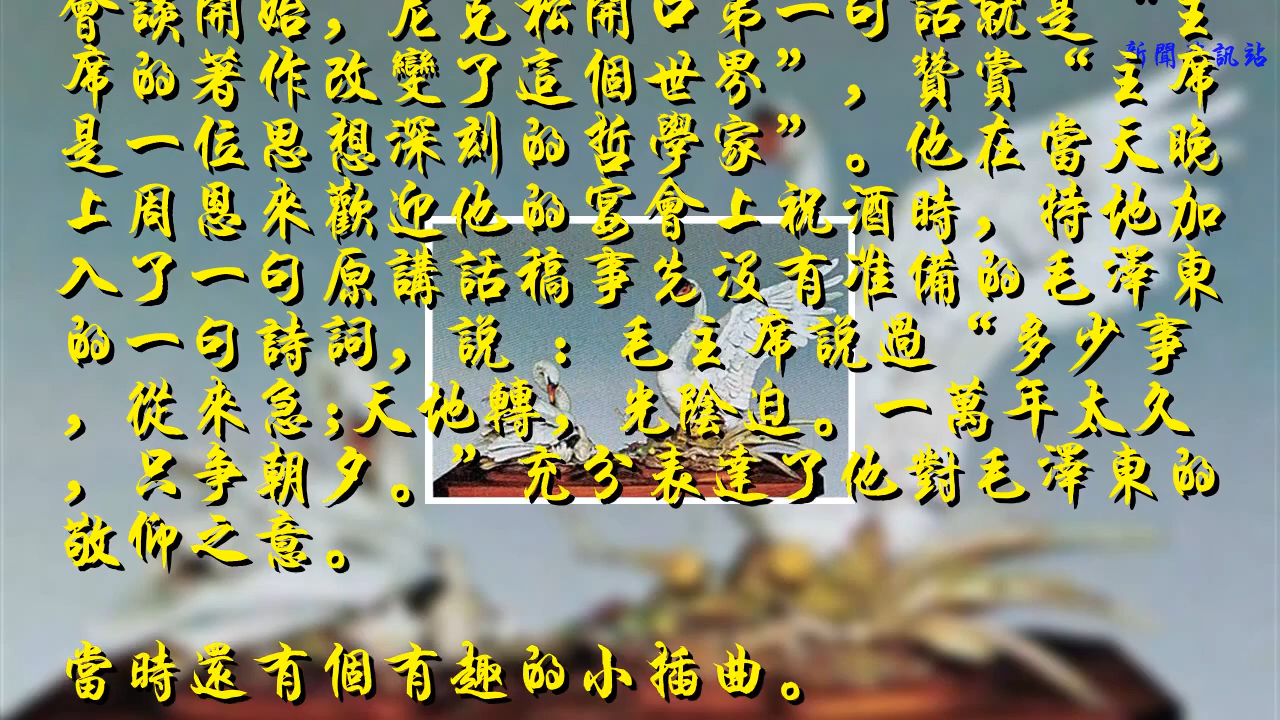 會談開始，尼克松開口第一句話就是“主
席的著作改變了這個世界”，贊賞“主席
是一位思想深刻的哲學家”。他在當天晚
上周恩來歡迎他的宴會上祝酒時，特地加
入了一句原講話稿事先沒有准備的毛澤東
的一句詩詞，說：毛主席說過“多少事
，從來急;天地轉，光陰迫。一萬年太久
，只爭朝夕。”充分表達了他對毛澤東的
敬仰之意。
當時還有個有趣的小插曲。
新聞 訊站